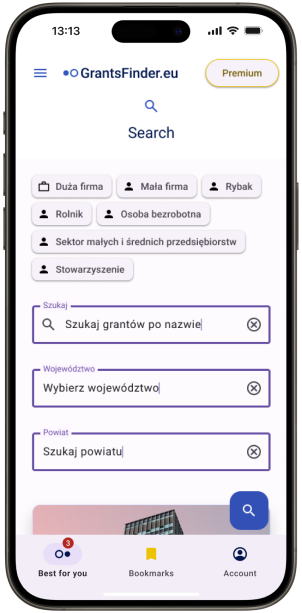 13:13
GrantsFinder.eu
Premium
Search
Duża firma
Mała firma
Rybak
Rolnik
Osoba bezrobotna
Sektor małych i średnich przedsiębiorstw
Stowarzyszenie
Szukaj
Szukaj grantów po nazwie
Województwo
Wybierz województwo
Powiat
Szukaj powiatu
3
Best for you
Bookmarks
Account